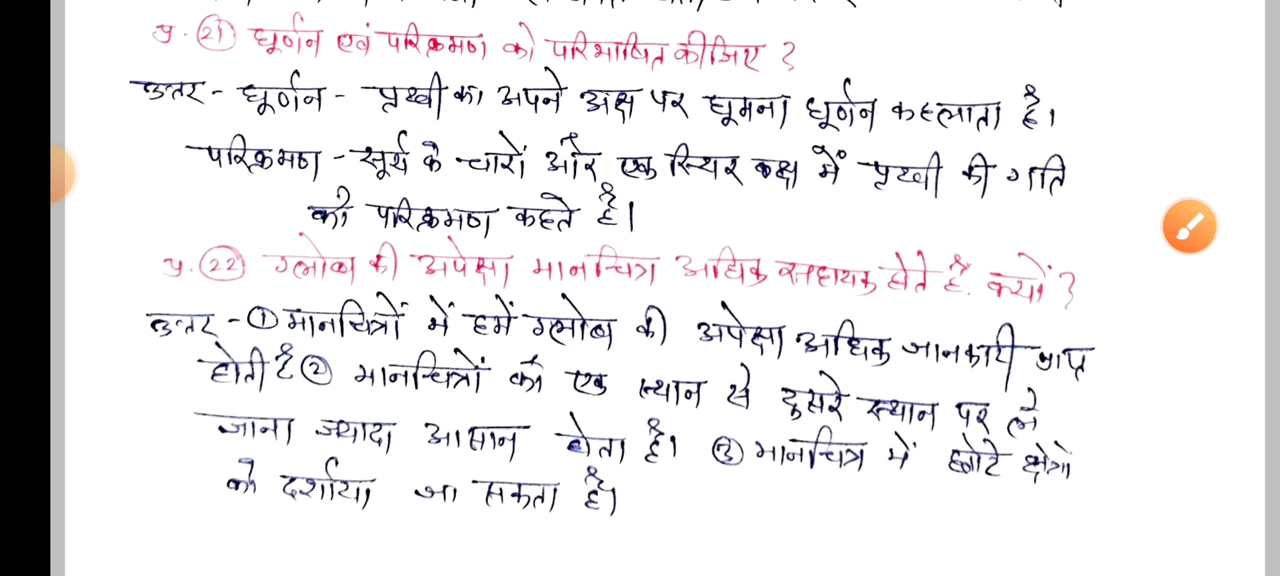 प्र. (21) घूर्णन एवं परिक्रमण को परिभाषित कीजिए ?
उत्तर - घूर्णन - पृथ्वी का अपने अक्ष पर घूमना घूर्णन कहलाता है।
परिक्रमण - सूर्य के चारों ओर एक स्थिर कक्ष में पृथ्वी की गति
को परिक्रमण कहते है।
प्र. (22) ग्लोब की अपेक्षा मानचित्र अधिक सहायक होते है. क्यों ?
उत्तर - ① मानचित्रों में हमें ग्लोब की अपेक्षा अधिक जानकारी प्राप्त
होती है ② मानचित्रों को एक स्थान से दुसरे स्थान पर ले
जाना ज्यादा आसान होता है। ③ मानचित्र में छोटे क्षेत्रों
को दर्शाया जा सकता है।